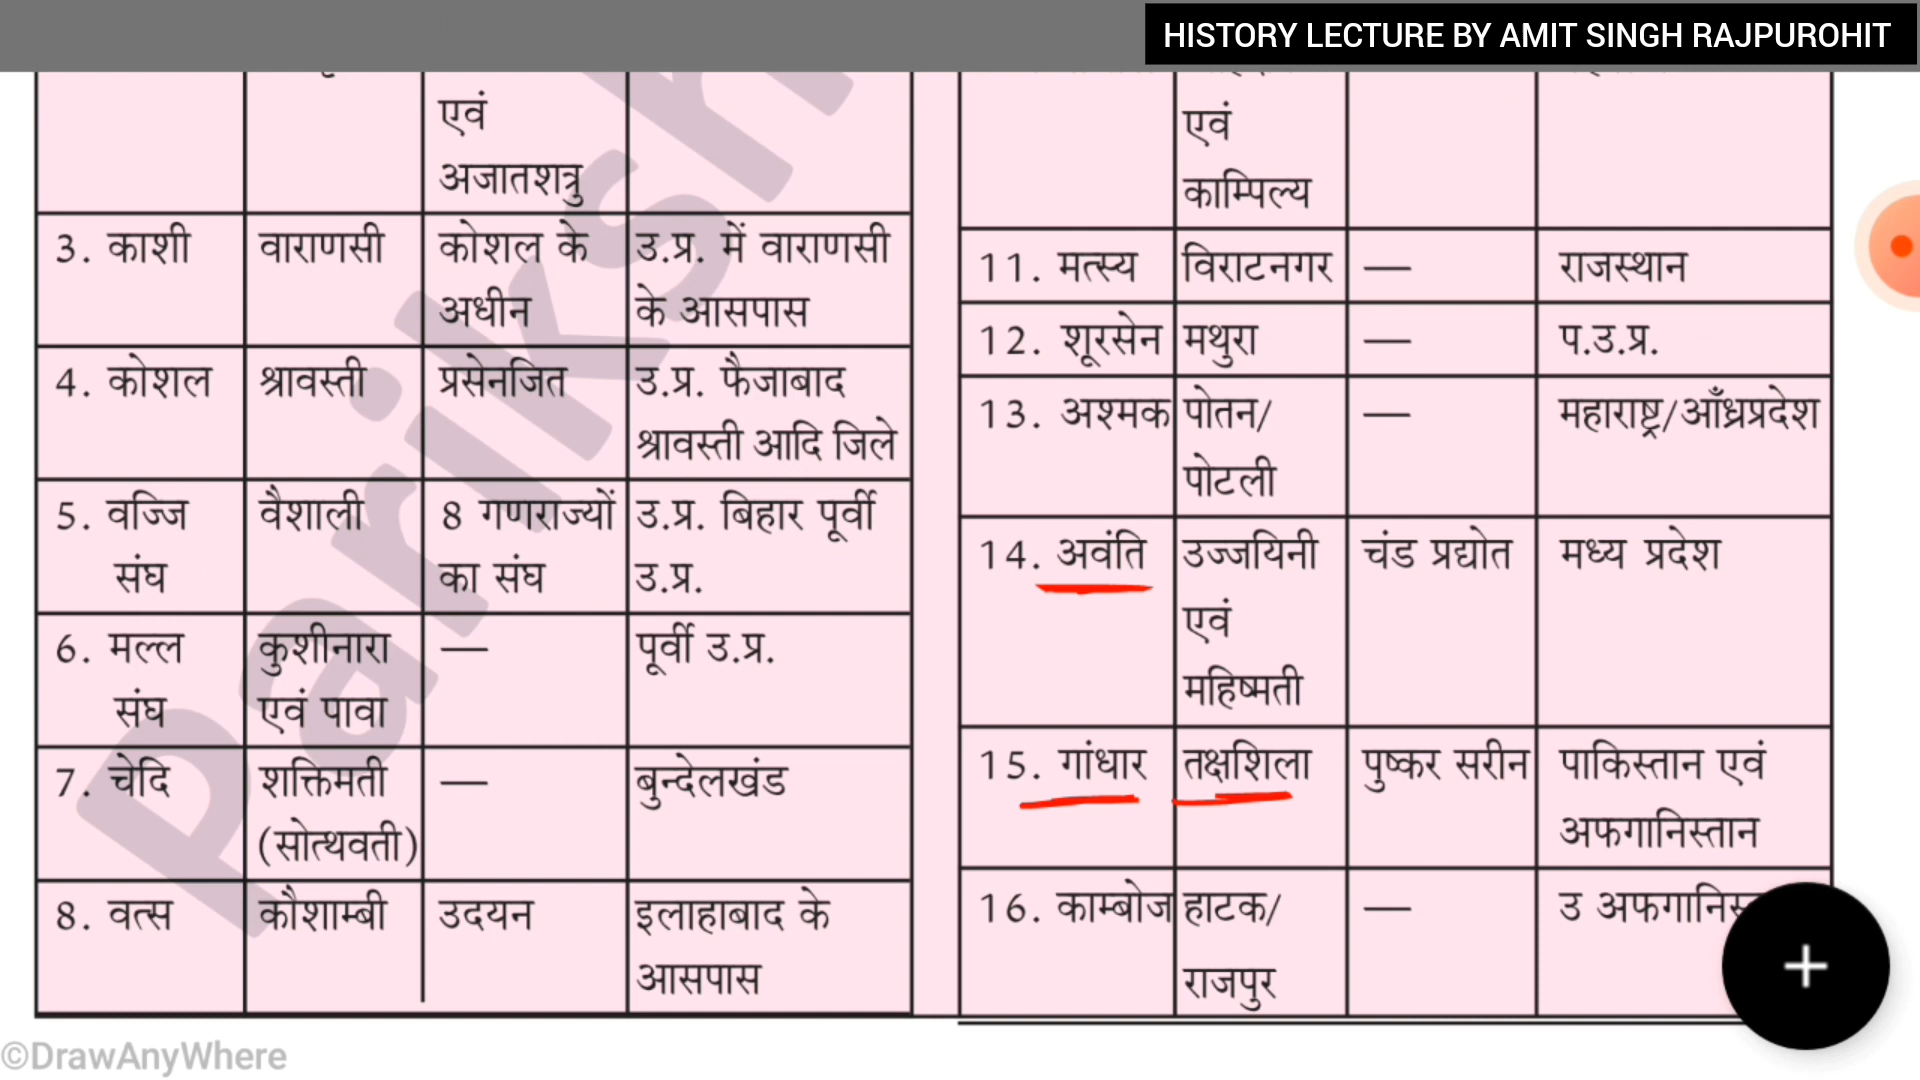 HISTORY LECTURE BY AMIT SINGH RAJPUROHIT
एवं
अजातशत्रु
3. काशी वाराणसी कोशल के उ.प्र. में वाराणसी
अधीन के आसपास
4. कोशल श्रावस्ती प्रसेनजित उ.प्र. फैजाबाद
श्रावस्ती आदि जिले
5. वज्जि वैशाली 8 गणराज्यों उ.प्र. बिहार पूर्वी
संघ का संघ उ.प्र.
6. मल्ल कुशीनारा — पूर्वी उ.प्र.
संघ एवं पावा
7. चेदि शक्तिमती — बुन्देलखंड
(सोत्थवती)
8. वत्स कौशाम्बी उदयन इलाहाबाद के
आसपास
एवं
काम्पिल्य
11. मत्स्य विराटनगर — राजस्थान
12. शूरसेन मथुरा — प.उ.प्र.
13. अश्मक पोतन/ — महाराष्ट्र/आँध्रप्रदेश
पोटली
14. अवंति उज्जयिनी चंड प्रद्योत मध्य प्रदेश
एवं
महिष्मती
15. गांधार तक्षशिला पुष्कर सरीन पाकिस्तान एवं
अफगानिस्तान
16. काम्बोज हाटक/ — उ
राजपुर
+
©DrawAnyWhere